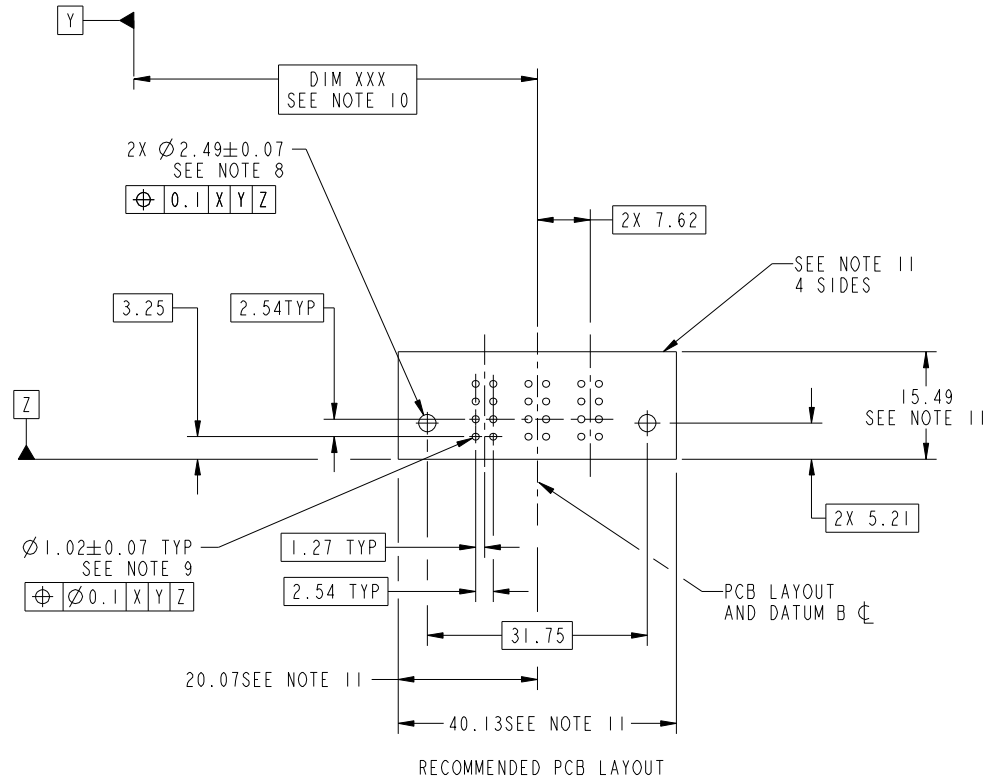 Y
DIM XXX
SEE NOTE 10
2X Ø2.49±0.07
SEE NOTE 8
⌖ 0.1 X Y Z
2X 7.62
SEE NOTE 11
4 SIDES
3.25
2.54TYP
Z
15.49
SEE NOTE 11
2X 5.21
Ø1.02±0.07 TYP
SEE NOTE 9
⌖ Ø0.1 X Y Z
1.27 TYP
2.54 TYP
PCB LAYOUT
AND DATUM B ℄
31.75
20.07SEE NOTE 11
40.13SEE NOTE 11
RECOMMENDED PCB LAYOUT